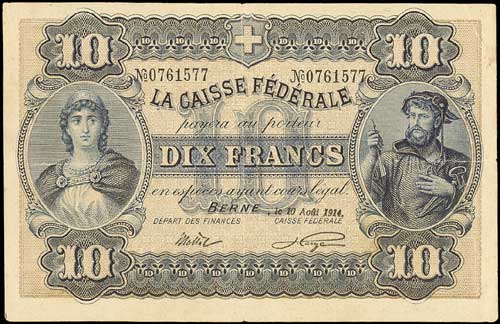 10 10
№0761577 №0761577
LA CAISSE FÉDÉRALE
payera au porteur
DIX FRANCS
en espèces ayant cours légal.
BERNE, le 10 Août 1914.
DÉPART. DES FINANCES CAISSE FÉDÉRALE
10 10